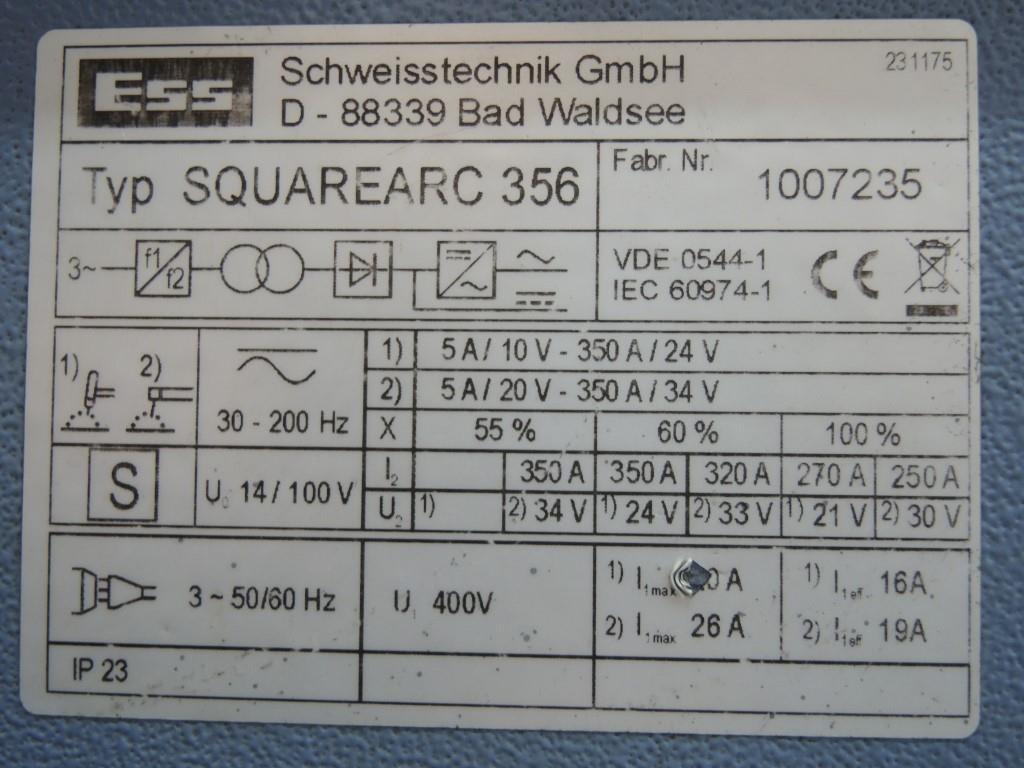 Ess
Schweisstechnik GmbH
D - 88339 Bad Waldsee
231175
Typ SQUAREARC 356
Fabr. Nr. 1007235
3~ f1 f2
VDE 0544-1
IEC 60974-1
CE
1) 2)
30 - 200 Hz
1) 5 A / 10 V - 350 A / 24 V
2) 5 A / 20 V - 350 A / 34 V
X 55 % 60 % 100 %
S
U₀ 14 / 100 V
I₂ 350 A 350 A 320 A 270 A 250 A
U₂ 1) 2) 34 V 1) 24 V 2) 33 V 1) 21 V 2) 30 V
3 ~ 50/60 Hz
U₁ 400V
1) I₁max A
2) I₁max 26 A
1) I₁eff 16A
2) I₁eff 19A
IP 23